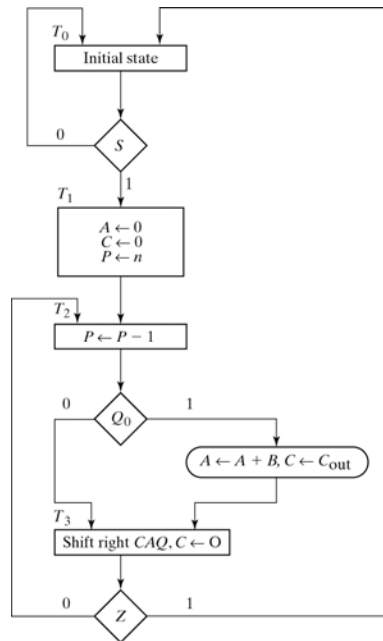 T0
Initial state
0
S
1
T1
A ← 0
C ← 0
P ← n
T2
P ← P − 1
0
Q0
1
A ← A + B, C ← Cout
T3
Shift right CAQ, C ← O
0
Z
1